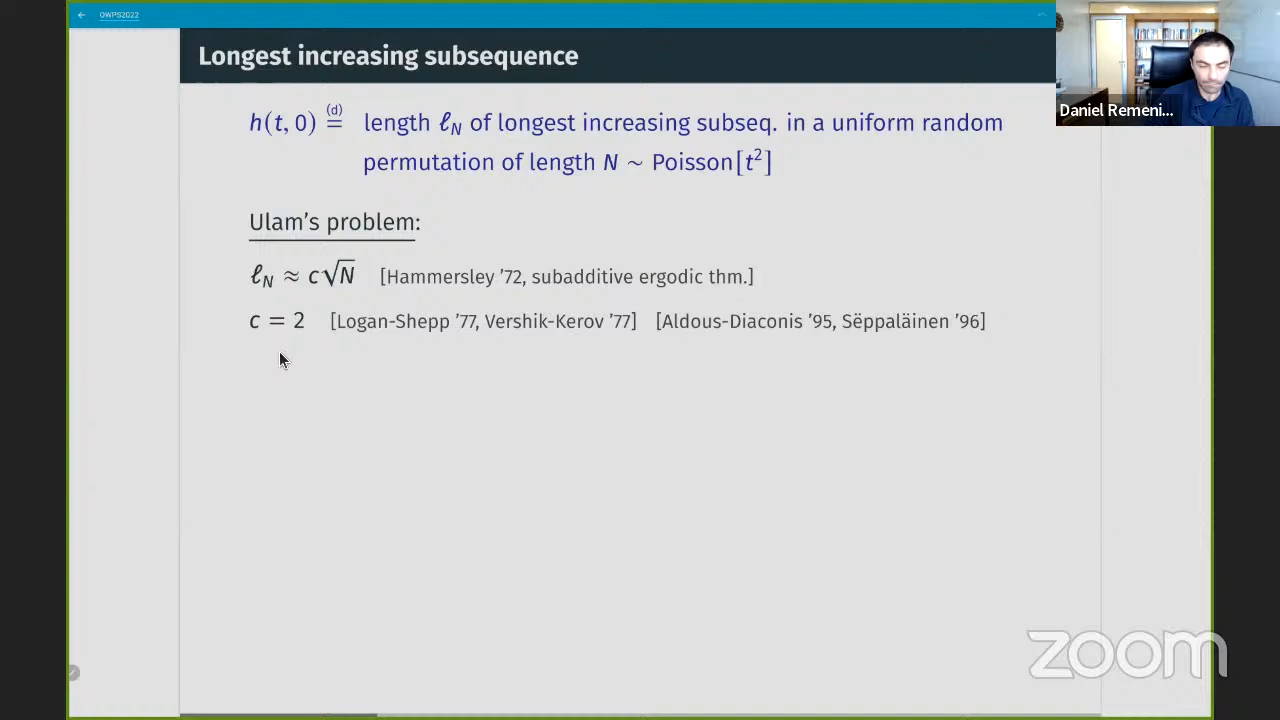 OWPS2022
Longest increasing subsequence
Daniel Remeni...
h(t, 0) (d)= length ℓ_N of longest increasing subseq. in a uniform random
permutation of length N ∼ Poisson[t²]
Ulam’s problem:
ℓ_N ≈ c√N [Hammersley ’72, subadditive ergodic thm.]
c = 2 [Logan-Shepp ’77, Vershik-Kerov ’77] [Aldous-Diaconis ’95, Sëppaläinen ’96]
zoom